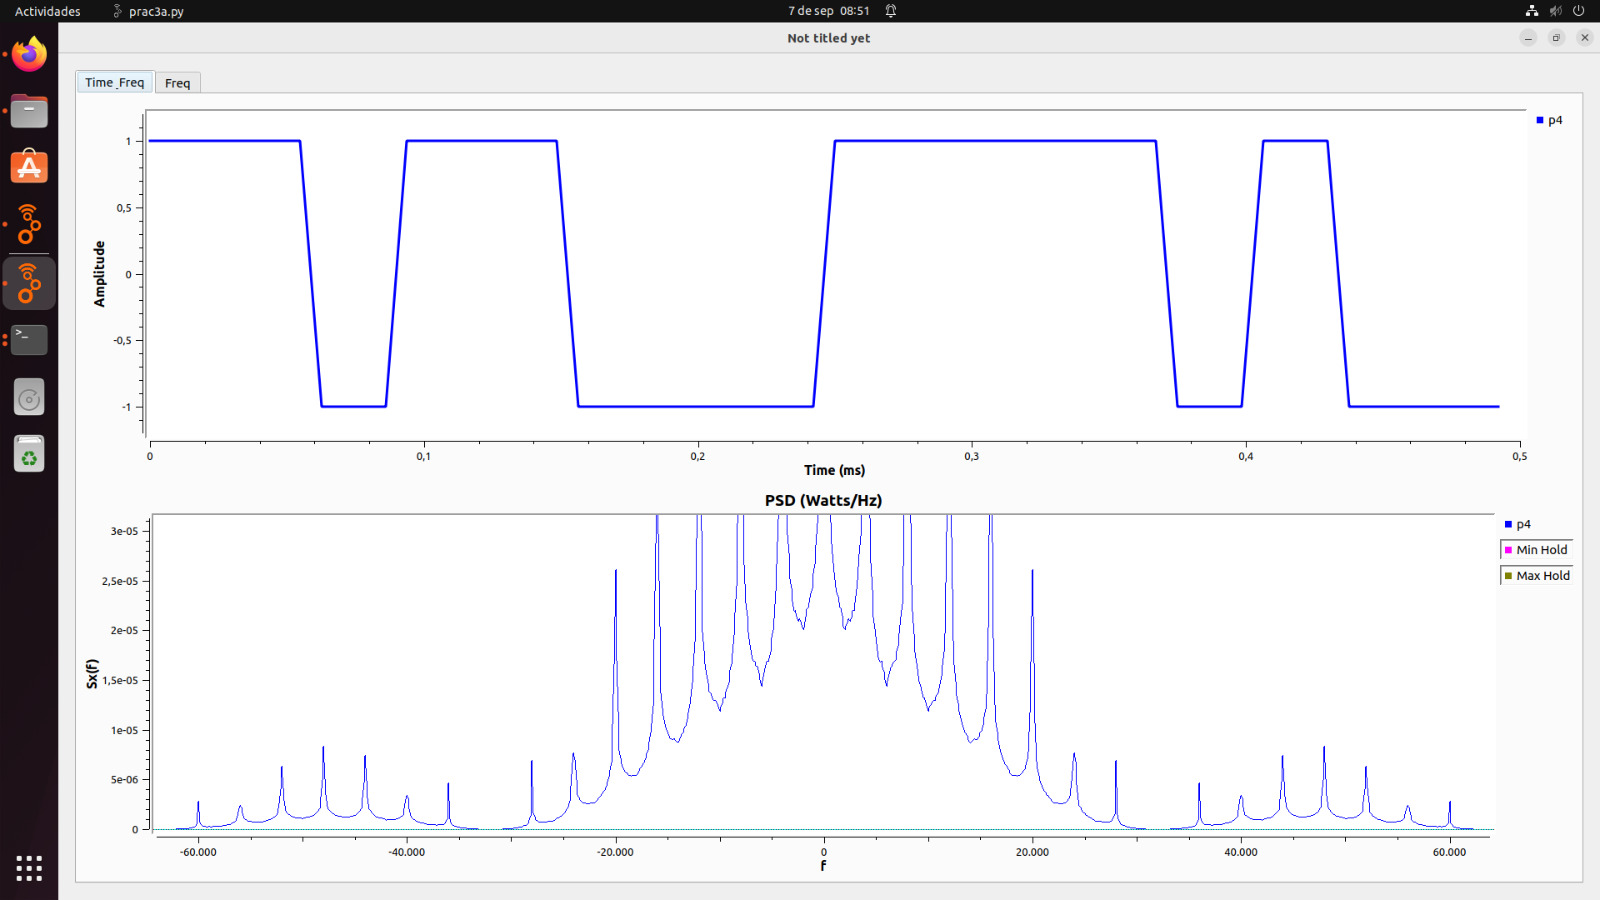 Actividades
prac3a.py
7 de sep 08:51
Not titled yet
Time_Freq
Freq
p4
1
0,5
0
-0,5
-1
Amplitude
0
0,1
0,2
0,3
0,4
0,5
Time (ms)
PSD (Watts/Hz)
p4
Min Hold
Max Hold
3e-05
2,5e-05
2e-05
1,5e-05
1e-05
5e-06
0
Sx(f)
-60.000
-40.000
-20.000
0
20.000
40.000
60.000
f